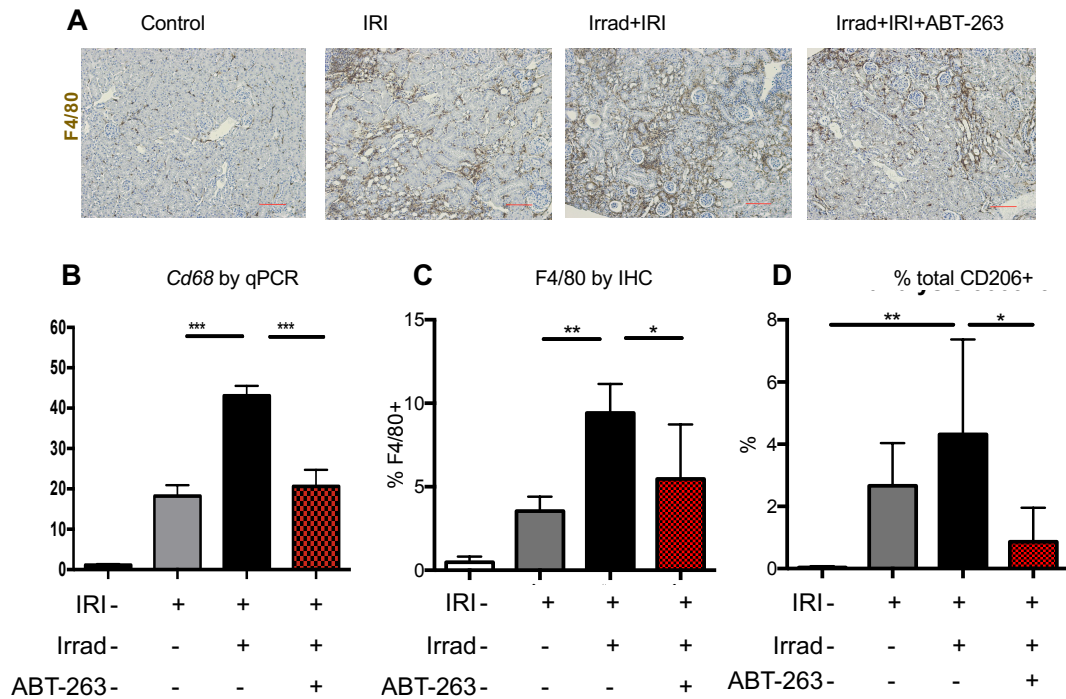 A Control IRI Irrad+IRI Irrad+IRI+ABT-263
F4/80
B Cd68 by qPCR
60
50
40
30
20
10
0
*** ***
IRI - + + +
Irrad - - + +
ABT-263 - - - +
C F4/80 by IHC
% F4/80+
15
10
5
0
** *
IRI - + + +
Irrad - - + +
ABT-263 - - - +
D % total CD206+
%
8
6
4
2
0
** *
IRI - + + +
Irrad - - + +
ABT-263 - - - +